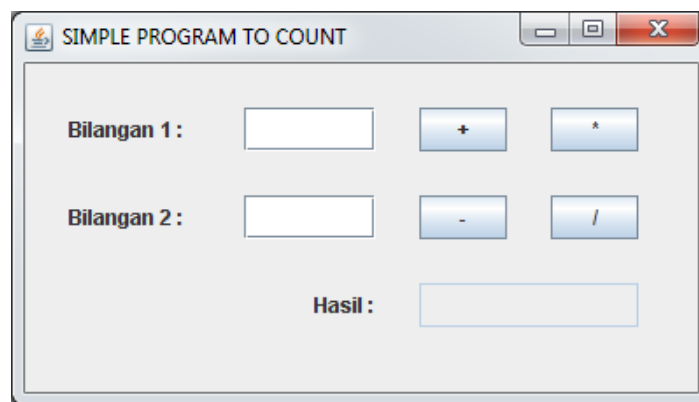 SIMPLE PROGRAM TO COUNT
Bilangan 1 : + *
Bilangan 2 : - /
Hasil :